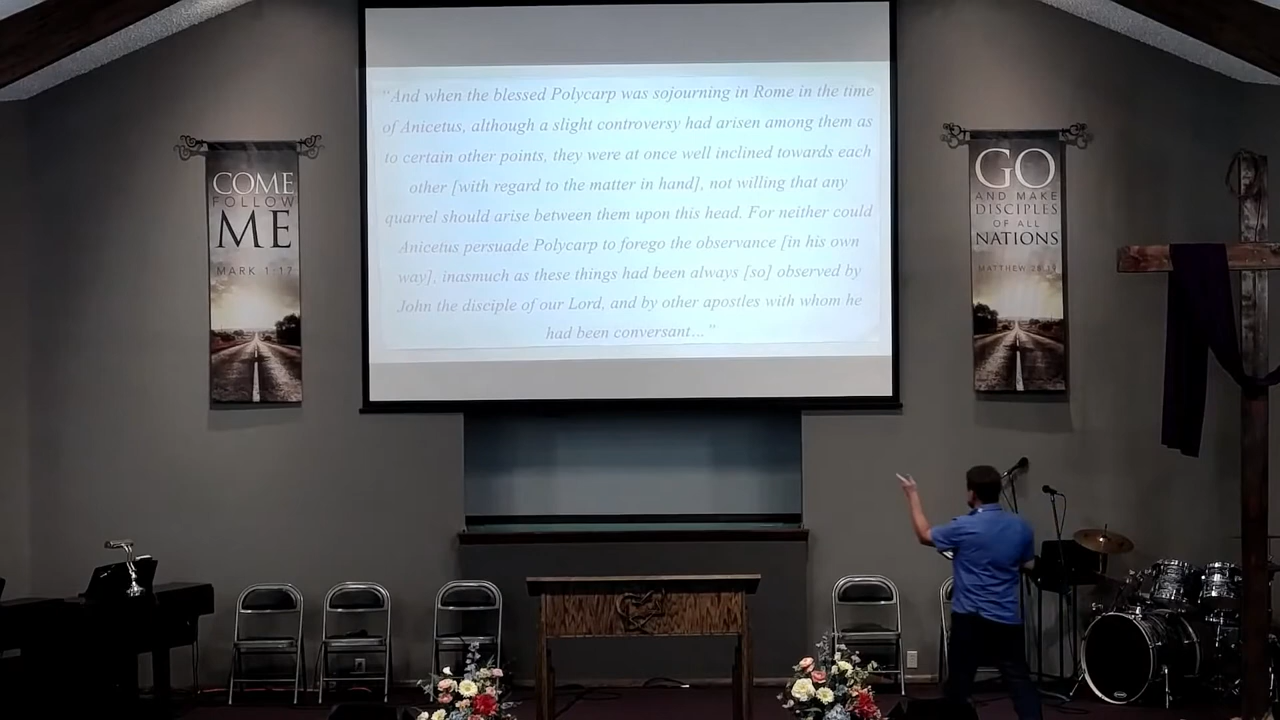 "And when the blessed Polycarp was sojourning in Rome in the time
of Anicetus, although a slight controversy had arisen among them as
to certain other points, they were at once well inclined towards each
other [with regard to the matter in hand], not willing that any
quarrel should arise between them upon this head. For neither could
Anicetus persuade Polycarp to forego the observance [in his own
way], inasmuch as these things had been always [so] observed by
John the disciple of our Lord, and by other apostles with whom he
had been conversant..."
COME
FOLLOW
ME
MARK 1:17
GO
AND MAKE
DISCIPLES
OF ALL
NATIONS
MATTHEW 28:19